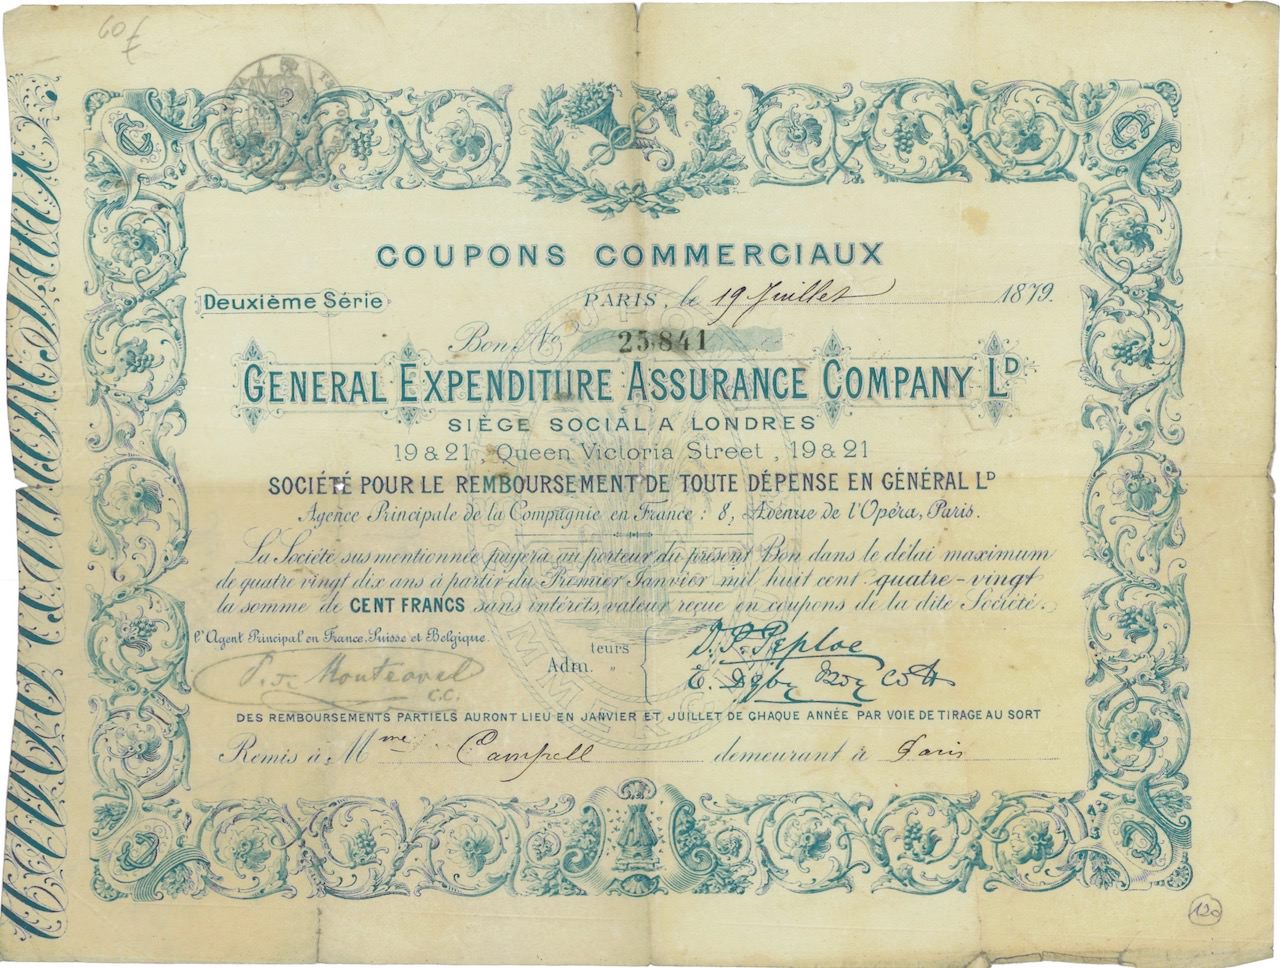 60 £
COUPONS COMMERCIAUX
Deuxième Série
PARIS, le 19 Juillet 1879.
Bon No 25.841
GENERAL EXPENDITURE ASSURANCE COMPANY LD
SIÈGE SOCIAL A LONDRES
19 & 21, Queen Victoria Street, 19 & 21
SOCIÉTÉ POUR LE REMBOURSEMENT DE TOUTE DÉPENSE EN GÉNÉRAL LD
Agence Principale de la Compagnie en France: 8, Avenue de l'Opéra, Paris.
La Société sus mentionnée payera au porteur du présent Bon dans le délai maximum
de quatre vingt dix ans à partir du Premier Janvier mil huit cent quatre-vingt
la somme de CENT FRANCS sans intérêts, valeur reçue en coupons de la dite Société.
l'Agent Principal en France, Suisse et Belgique.
Adm. teurs "
C.C.
DES REMBOURSEMENTS PARTIELS AURONT LIEU EN JANVIER ET JUILLET DE CHAQUE ANNÉE PAR VOIE DE TIRAGE AU SORT
Remis à Mme Campell demeurant à Paris
120